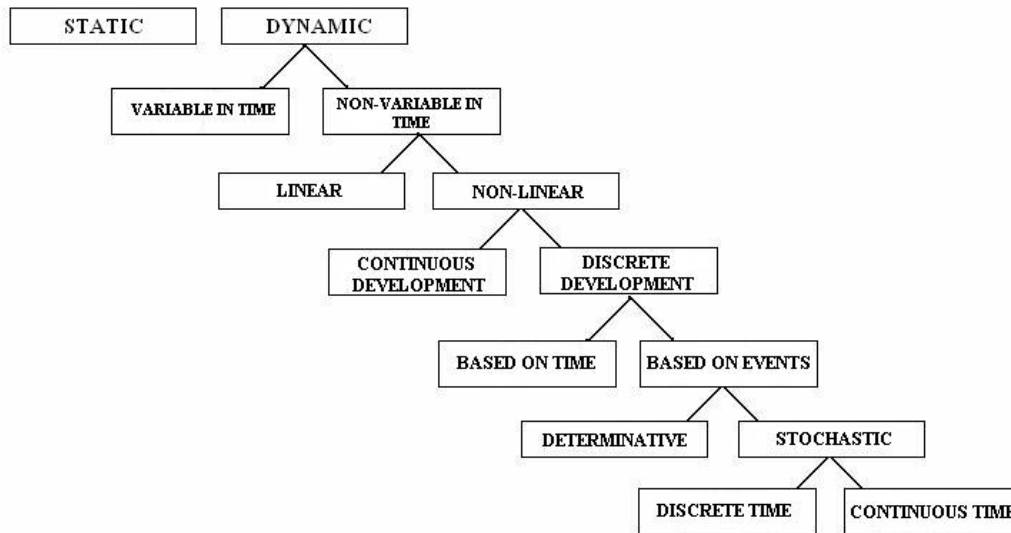 STATIC
DYNAMIC
VARIABLE IN TIME
NON-VARIABLE IN
TIME
LINEAR
NON-LINEAR
CONTINUOUS
DEVELOPMENT
DISCRETE
DEVELOPMENT
BASED ON TIME
BASED ON EVENTS
DETERMINATIVE
STOCHASTIC
DISCRETE TIME
CONTINUOUS TIME